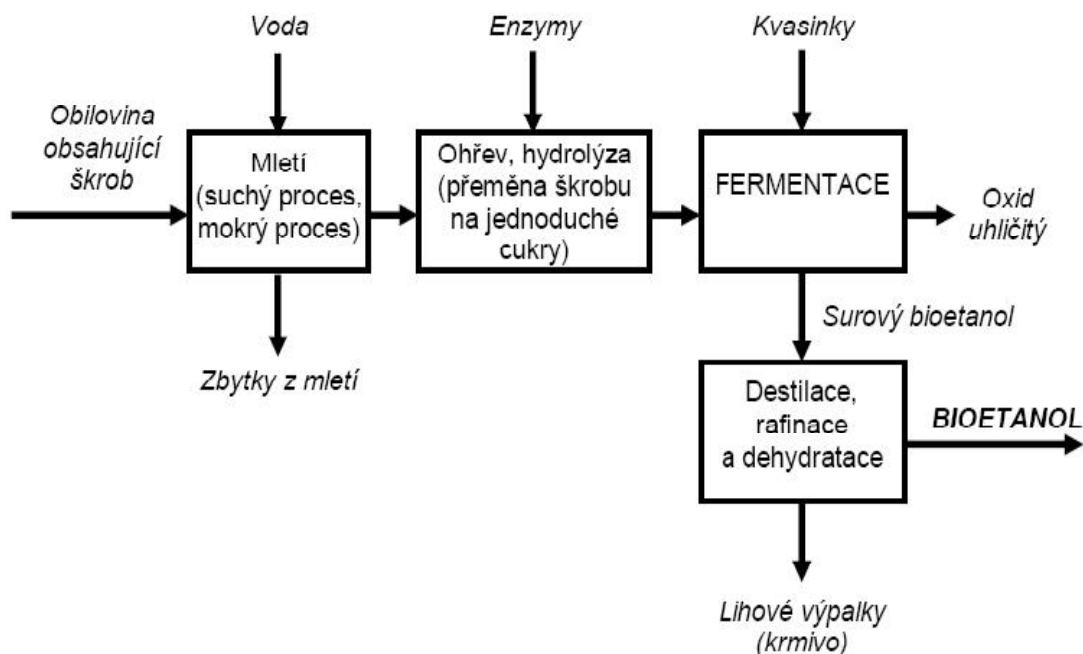 Voda
Enzymy
Kvasinky
Obilovina
obsahující
škrob
Mletí
(suchý proces,
mokrý proces)
Ohřev, hydrolýza
(přeměna škrobu
na jednoduché
cukry)
FERMENTACE
Oxid
uhličitý
Zbytky z mletí
Surový bioetanol
Destilace,
rafinace
a dehydratace
BIOETANOL
Lihové výpalky
(krmivo)